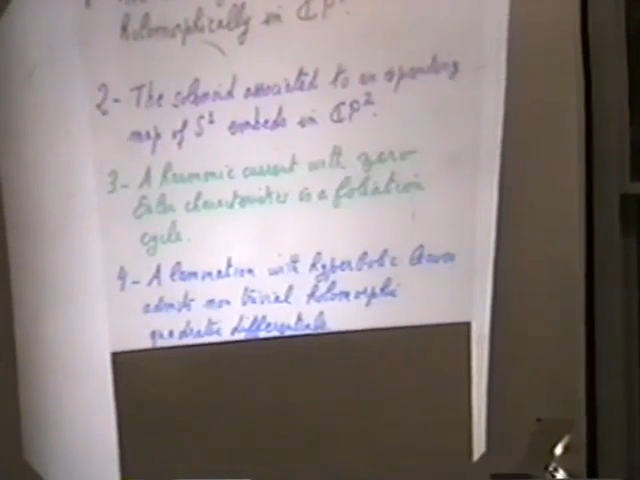 holomorphically in ℂP².
2- The solenoid associated to an expanding
map of S¹ embeds in ℂP².
3- A harmonic current with zero
Euler characteristic is a foliation
cycle.
4- A lamination with hyperbolic leaves
admits non trivial holomorphic
quadratic differentials